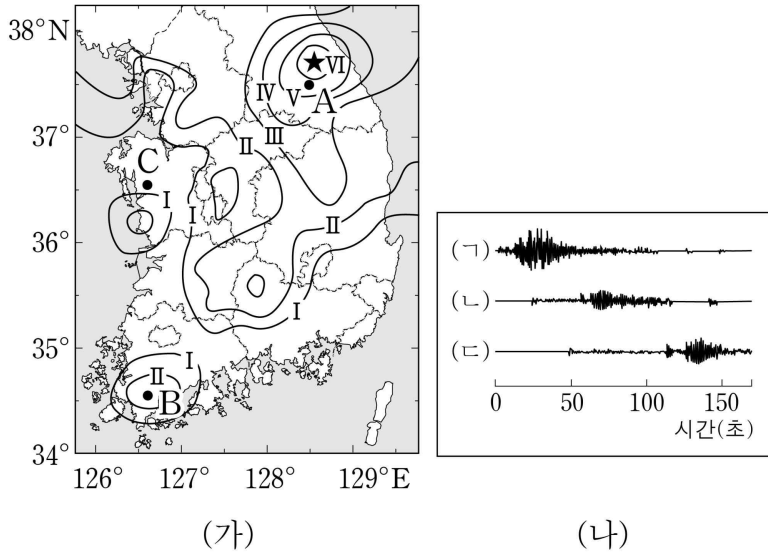 38°N
VI
IV
V
A
37°
III
II
C
I
I
36°
II
I
35°
I
II
B
34°
126°
127°
128°
129°E
(가)
(ㄱ)
(ㄴ)
(ㄷ)
0
50
100
150
시간(초)
(나)